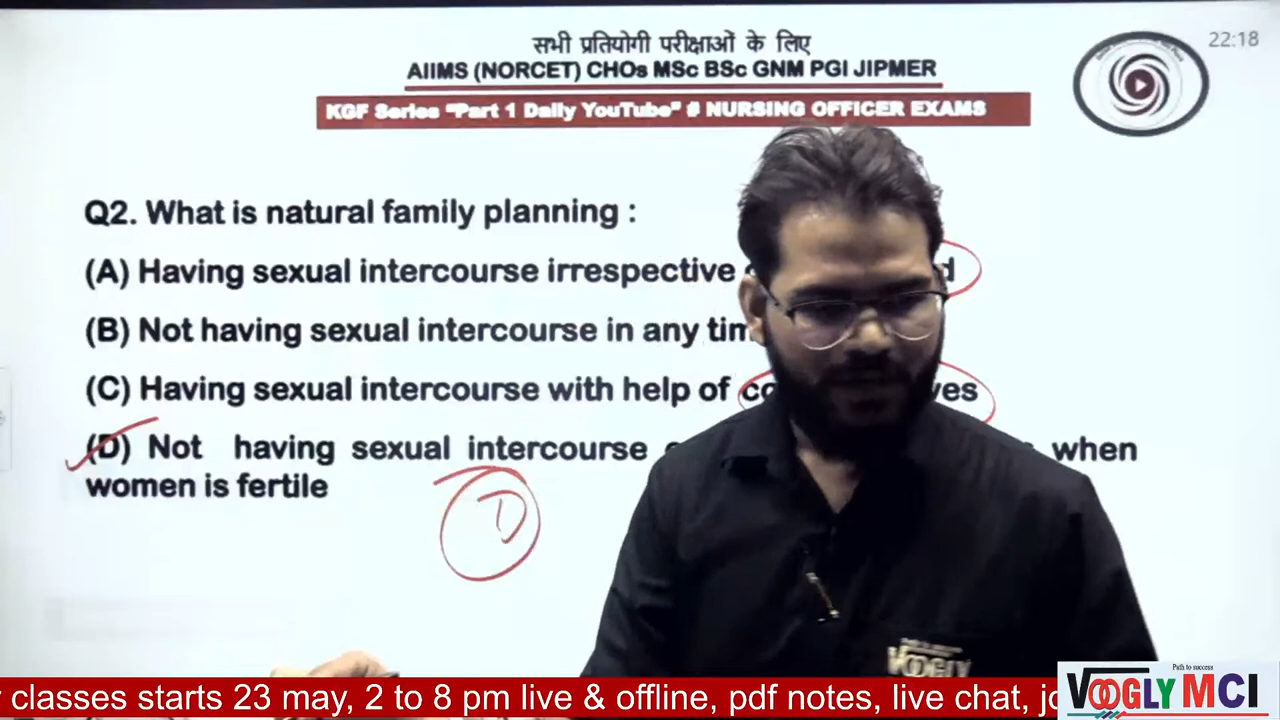 सभी प्रतियोगी परीक्षाओं के लिए
AIIMS (NORCET) CHOs MSc BSc GNM PGI JIPMER
KGF Series "Part 1 Daily YouTube" # NURSING OFFICER EXAMS
22:18
Q2. What is natural family planning :
(A) Having sexual intercourse irrespective
(B) Not having sexual intercourse in any
(C) Having sexual intercourse with help of
(D) Not having sexual intercourse when
women is fertile
D
VOOGLY
classes starts 23 may, 2 to 8 pm live & offline, pdf notes, live chat,
Path to success
VOOGLY MCI